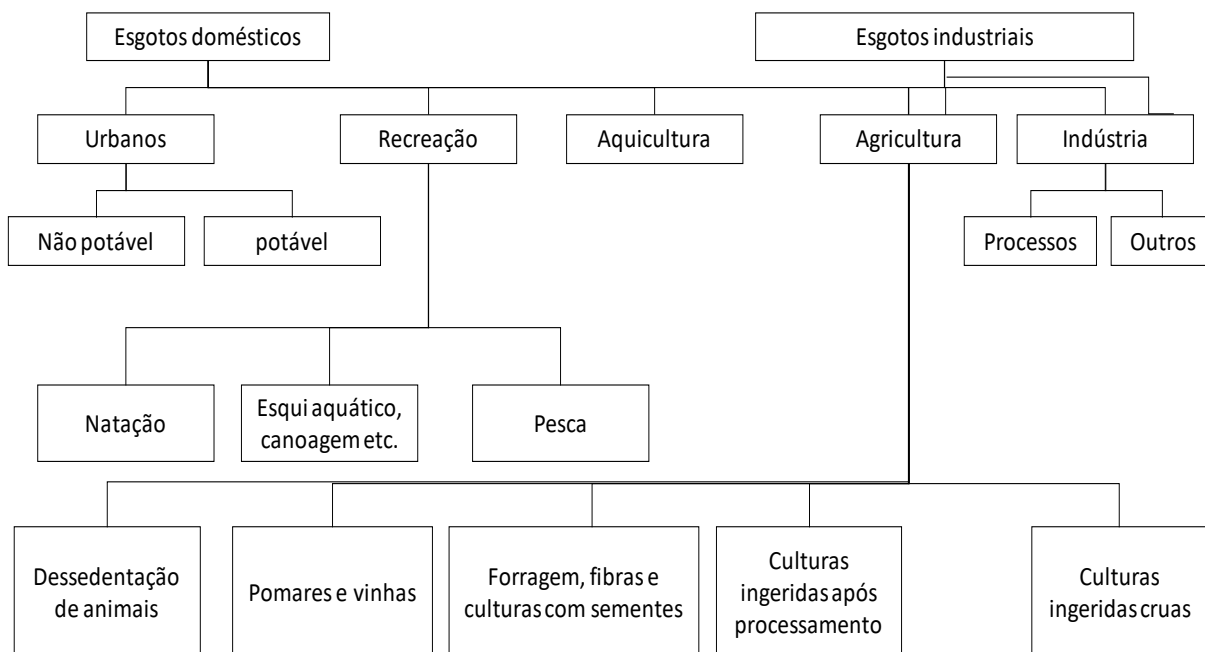 Esgotos domésticos
Esgotos industriais
Urbanos
Recreação
Aquicultura
Agricultura
Indústria
Não potável
potável
Processos
Outros
Natação
Esqui aquático,
canoagem etc.
Pesca
Dessedentação
de animais
Pomares e vinhas
Forragem, fibras e
culturas com sementes
Culturas
ingeridas após
processamento
Culturas
ingeridas cruas